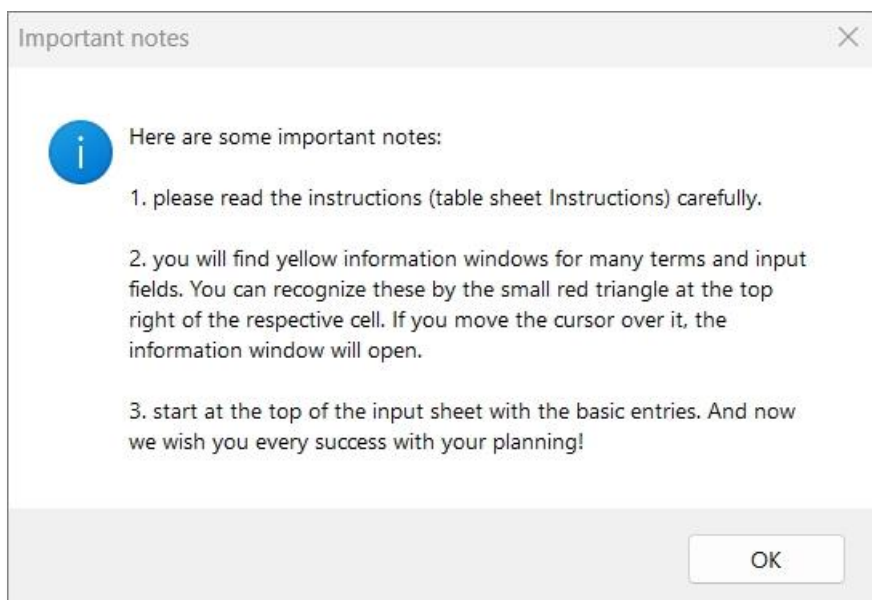 Important notes
Here are some important notes:
1. please read the instructions (table sheet Instructions) carefully.
2. you will find yellow information windows for many terms and input
fields. You can recognize these by the small red triangle at the top
right of the respective cell. If you move the cursor over it, the
information window will open.
3. start at the top of the input sheet with the basic entries. And now
we wish you every success with your planning!
OK